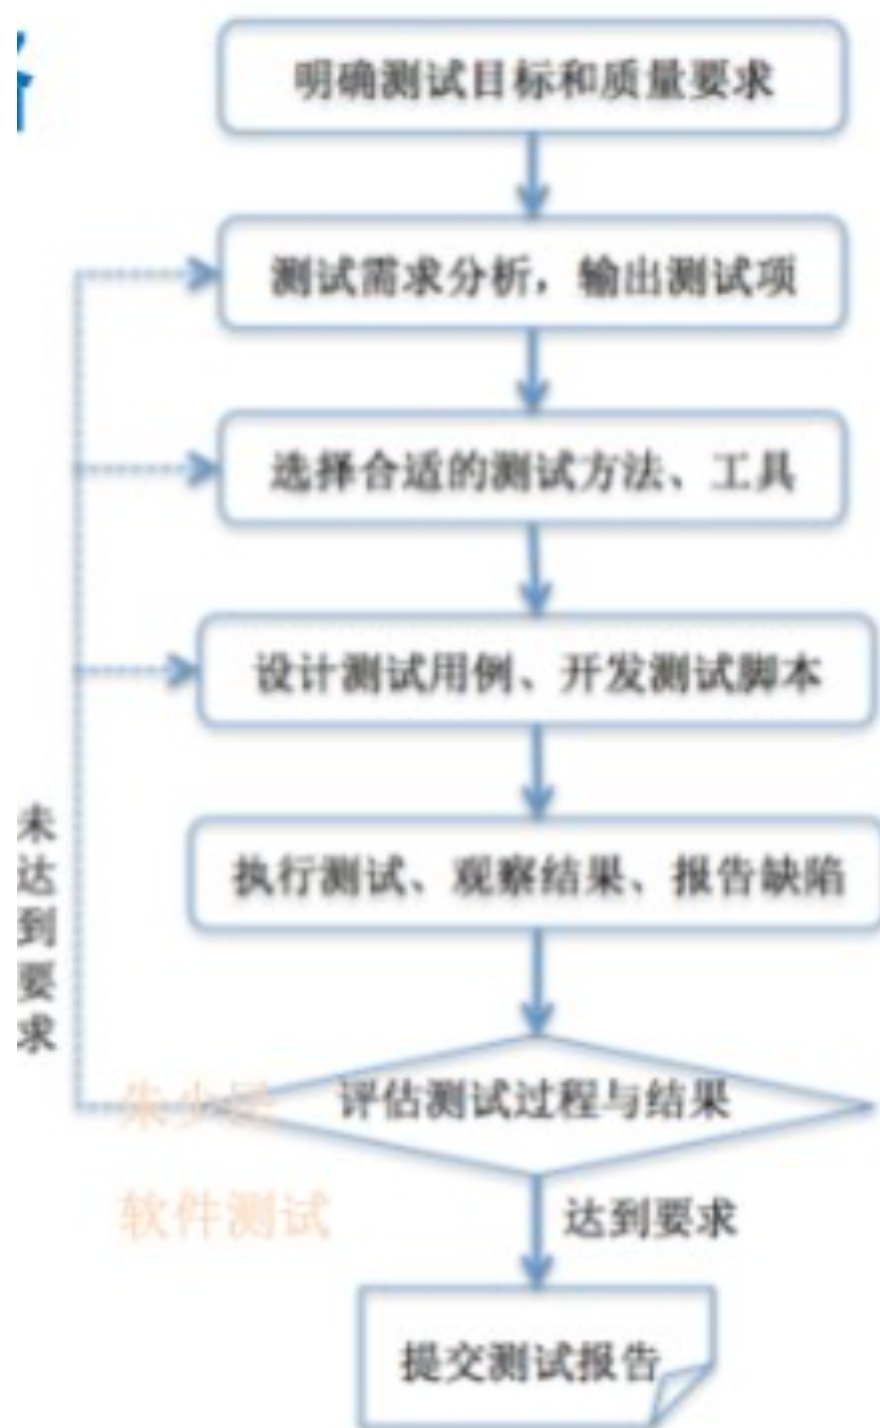 明确测试目标和质量要求
测试需求分析，输出测试项
选择合适的测试方法、工具
设计测试用例、开发测试脚本
执行测试、观察结果、报告缺陷
未达到要求
评估测试过程与结果
软件测试
达到要求
提交测试报告